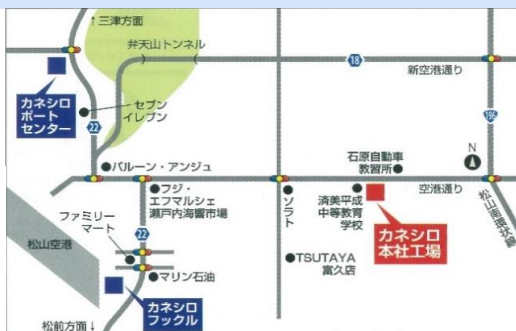 ↑三津方面
弁天山トンネル
18
新空港通り
カネシロ
ポート
センター
セブン
イレブン
22
196
N
石原自動車
教習所
バルーン・アンジュ
空港通り
フジ・
エフマルシェ
瀬戸内海響市場
ソラト
済美平成
中等教育
学校
カネシロ
本社工場
松山南環状線
ファミリー
マート
22
松山空港
マリン石油
TSUTAYA
富久店
カネシロ
フックル
松前方面↓